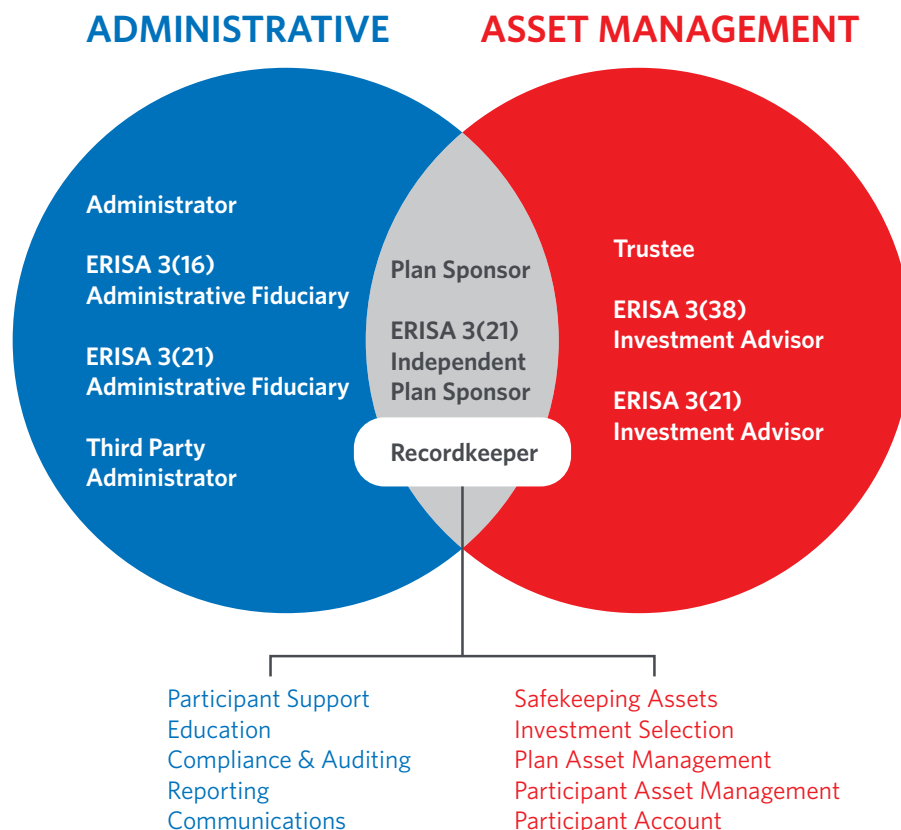 ADMINISTRATIVE
ASSET MANAGEMENT
Administrator
ERISA 3(16)
Administrative Fiduciary
ERISA 3(21)
Administrative Fiduciary
Third Party
Administrator
Plan Sponsor
ERISA 3(21)
Independent
Plan Sponsor
Recordkeeper
Trustee
ERISA 3(38)
Investment Advisor
ERISA 3(21)
Investment Advisor
Participant Support
Education
Compliance & Auditing
Reporting
Communications
Safekeeping Assets
Investment Selection
Plan Asset Management
Participant Asset Management
Participant Account